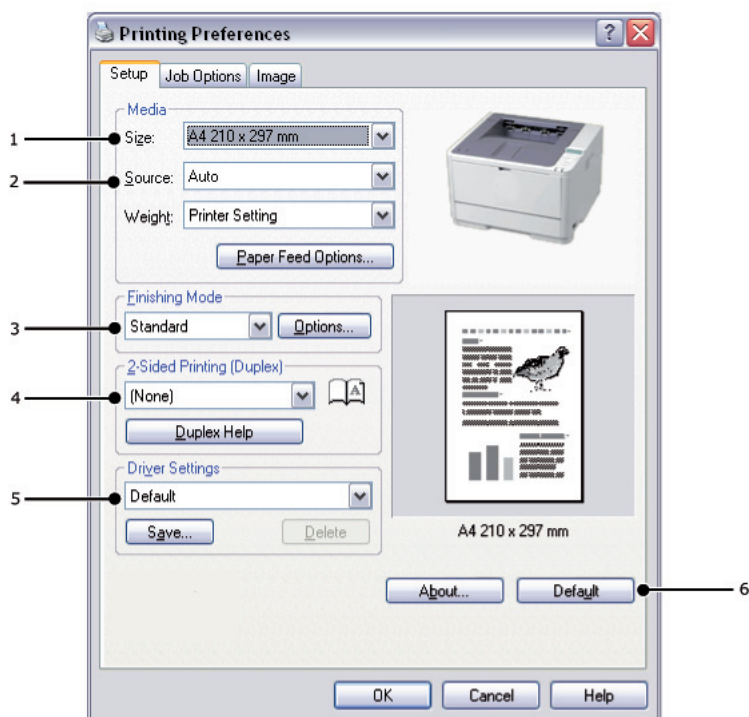 Printing Preferences
Setup Job Options Image
Media
1 Size: A4 210 x 297 mm
2 Source: Auto
Weight: Printer Setting
Paper Feed Options...
Finishing Mode
3 Standard Options...
2-Sided Printing (Duplex)
4 (None) A
Duplex Help
Driver Settings
5 Default
Save... Delete
A4 210 x 297 mm
About... Default 6
OK Cancel Help